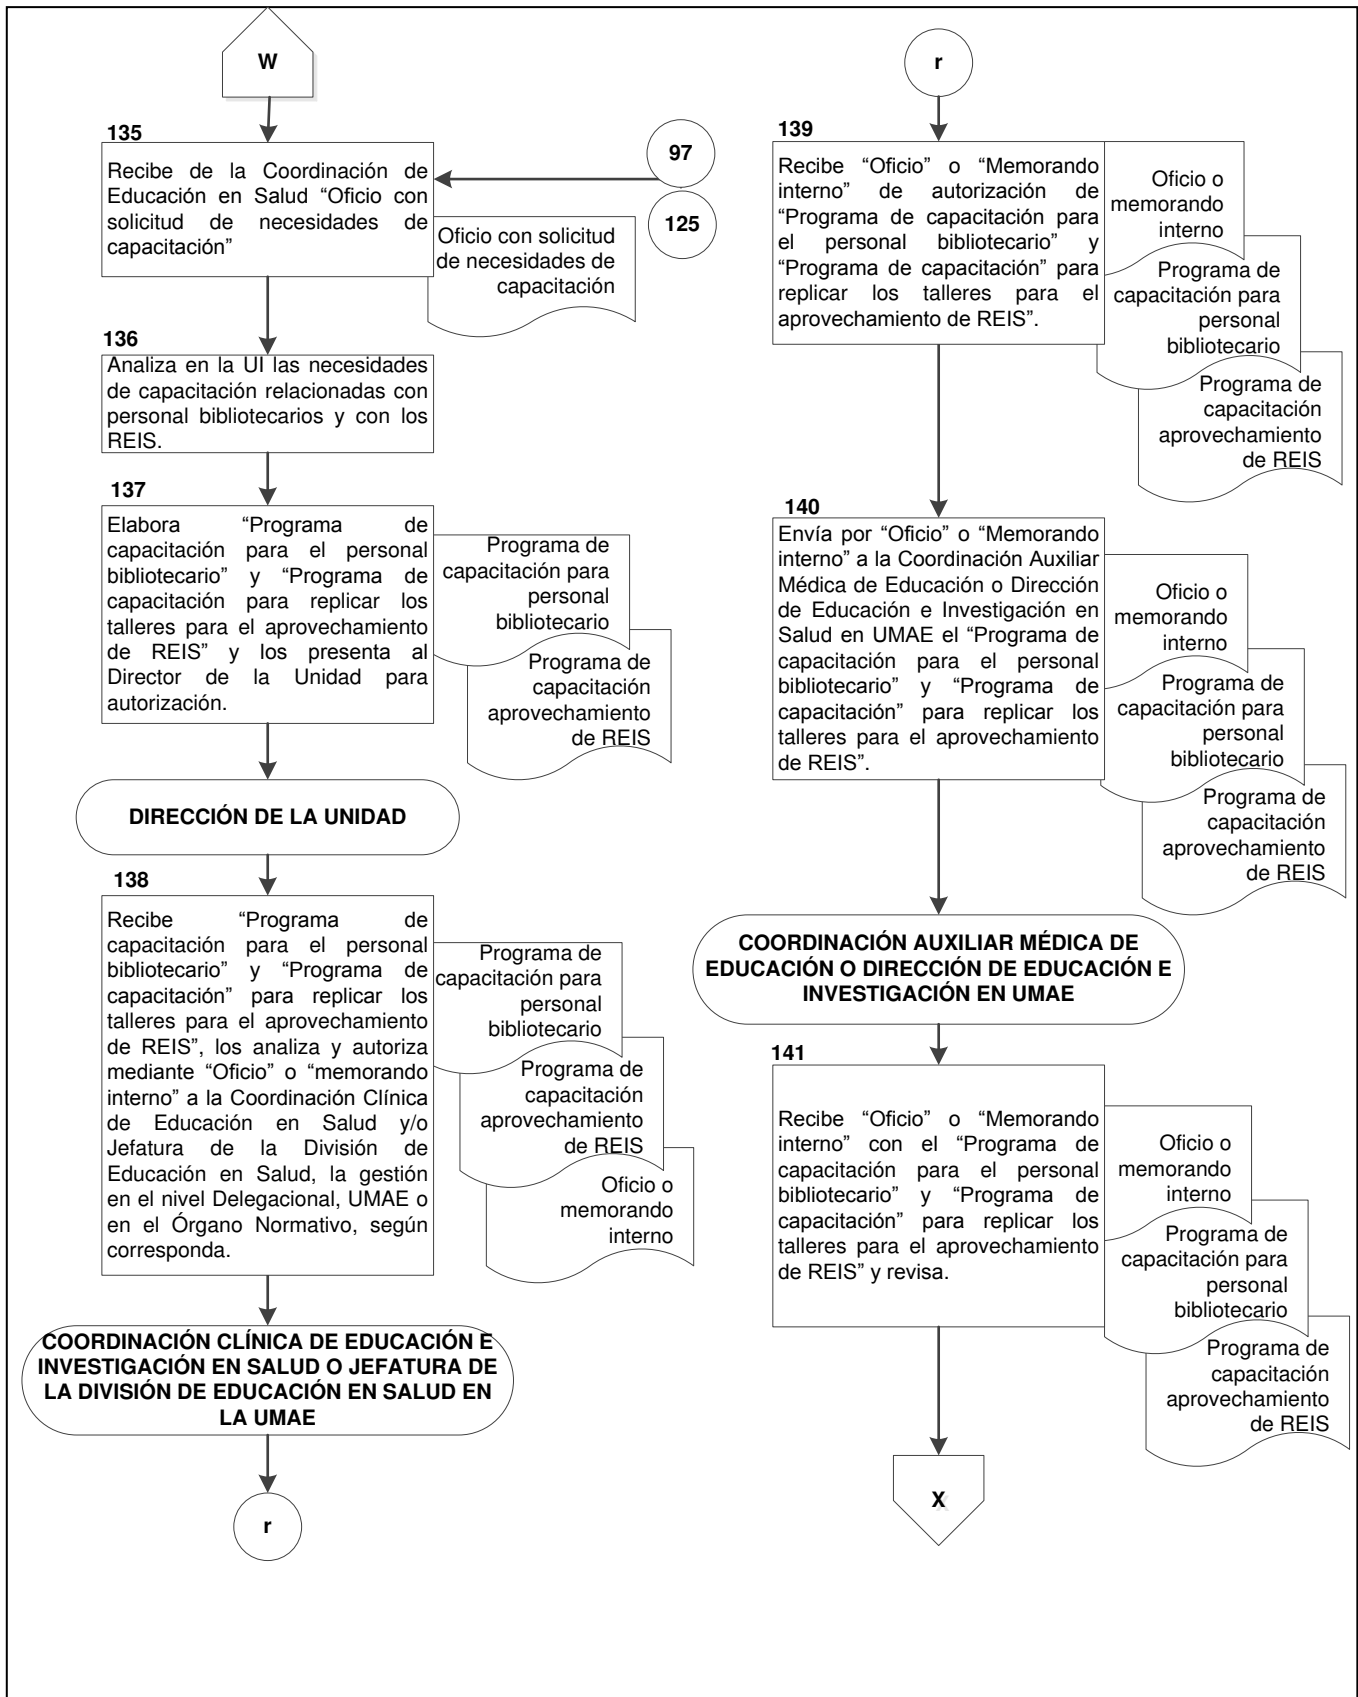 W
135
Recibe de la Coordinación de
Educación en Salud “Oficio con
solicitud de necesidades de
capacitación”
97
125
Oficio con solicitud
de necesidades de
capacitación
136
Analiza en la UI las necesidades
de capacitación relacionadas con
personal bibliotecarios y con los
REIS.
137
Elabora “Programa de
capacitación para el personal
bibliotecario” y “Programa de
capacitación para replicar los
talleres para el aprovechamiento
de REIS” y los presenta al
Director de la Unidad para
autorización.
Programa de
capacitación para
personal
bibliotecario
Programa de
capacitación
aprovechamiento
de REIS
DIRECCIÓN DE LA UNIDAD
138
Recibe “Programa de
capacitación para el personal
bibliotecario” y “Programa de
capacitación” para replicar los
talleres para el aprovechamiento
de REIS”, los analiza y autoriza
mediante “Oficio” o “memorando
interno” a la Coordinación Clínica
de Educación en Salud y/o
Jefatura de la División de
Educación en Salud, la gestión
en el nivel Delegacional, UMAE o
en el Órgano Normativo, según
corresponda.
Programa de
capacitación para
personal
bibliotecario
Programa de
capacitación
aprovechamiento
de REIS
Oficio o
memorando
interno
COORDINACIÓN CLÍNICA DE EDUCACIÓN E
INVESTIGACIÓN EN SALUD O JEFATURA DE
LA DIVISIÓN DE EDUCACIÓN EN SALUD EN
LA UMAE
r
r
139
Recibe “Oficio” o “Memorando
interno” de autorización de
“Programa de capacitación para
el personal bibliotecario” y
“Programa de capacitación” para
replicar los talleres para el
aprovechamiento de REIS”.
Oficio o
memorando
interno
Programa de
capacitación para
personal
bibliotecario
Programa de
capacitación
aprovechamiento
de REIS
140
Envía por “Oficio” o “Memorando
interno” a la Coordinación Auxiliar
Médica de Educación o Dirección
de Educación e Investigación en
Salud en UMAE el “Programa de
capacitación para el personal
bibliotecario” y “Programa de
capacitación” para replicar los
talleres para el aprovechamiento
de REIS”.
Oficio o
memorando
interno
Programa de
capacitación para
personal
bibliotecario
Programa de
capacitación
aprovechamiento
de REIS
COORDINACIÓN AUXILIAR MÉDICA DE
EDUCACIÓN O DIRECCIÓN DE EDUCACIÓN E
INVESTIGACIÓN EN UMAE
141
Recibe “Oficio” o “Memorando
interno” con el “Programa de
capacitación para el personal
bibliotecario” y “Programa de
capacitación” para replicar los
talleres para el aprovechamiento
de REIS” y revisa.
Oficio o
memorando
interno
Programa de
capacitación para
personal
bibliotecario
Programa de
capacitación
aprovechamiento
de REIS
X